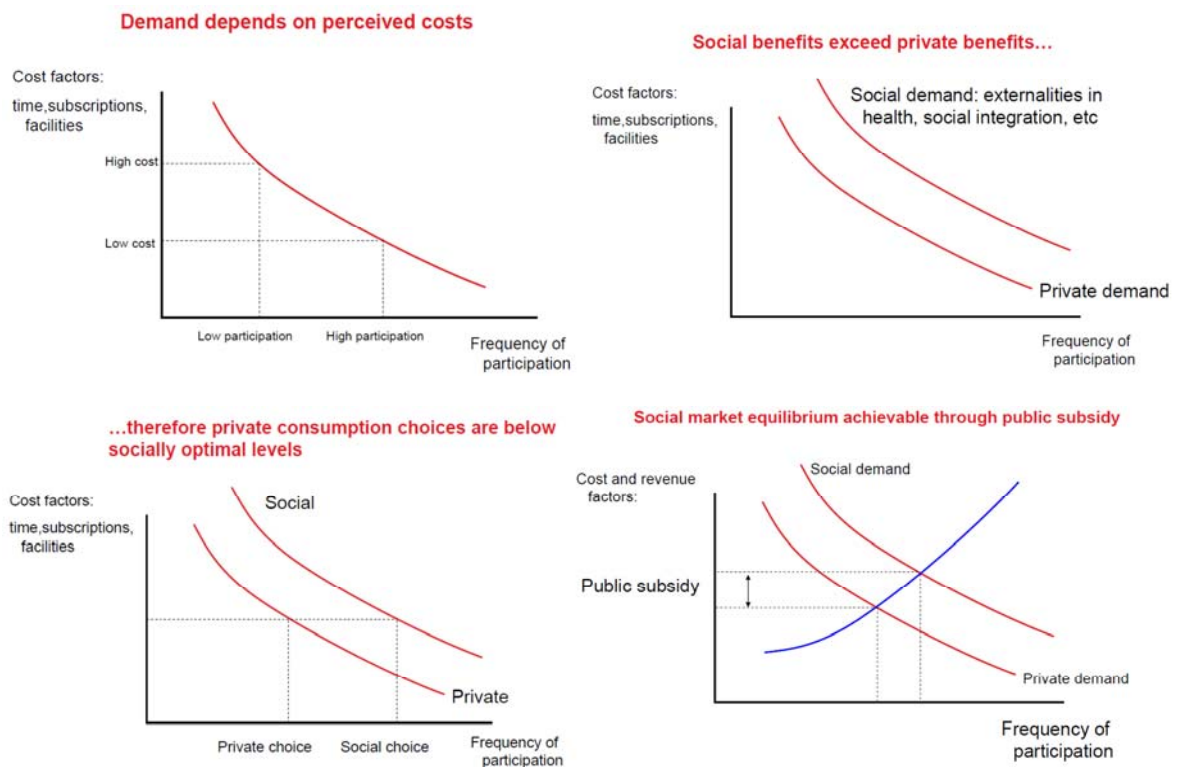 Demand depends on perceived costs
Cost factors:
time,subscriptions,
facilities
High cost
Low cost
Low participation
High participation
Frequency of
participation
Social benefits exceed private benefits…
Cost factors:
time,subscriptions,
facilities
Social demand: externalities in
health, social integration, etc
Private demand
Frequency of
participation
…therefore private consumption choices are below
socially optimal levels
Cost factors:
time,subscriptions,
facilities
Social
Private
Private choice
Social choice
Frequency of
participation
Social market equilibrium achievable through public subsidy
Cost and revenue
factors:
Social demand
Public subsidy
Private demand
Frequency of
participation